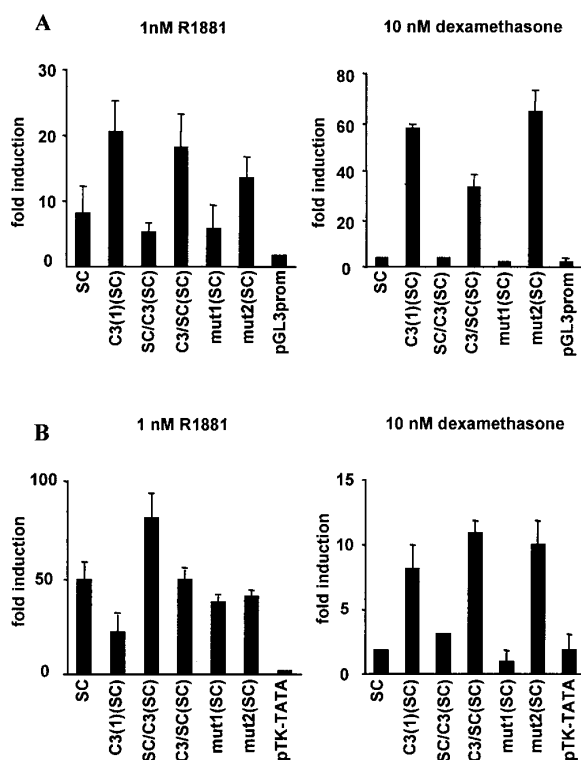 A
1nM R1881
10 nM dexamethasone
fold induction
30
20
10
0
SC
C3(1)(SC)
SC/C3(SC)
C3/SC(SC)
mut1(SC)
mut2(SC)
pGL3prom
fold induction
80
60
40
20
0
SC
C3(1)(SC)
SC/C3(SC)
C3/SC(SC)
mut1(SC)
mut2(SC)
pGL3prom
B
1 nM R1881
10 nM dexamethasone
fold induction
100
50
0
SC
C3(1)(SC)
SC/C3(SC)
C3/SC(SC)
mut1(SC)
mut2(SC)
pTK-TATA
fold induction
15
10
5
0
SC
C3(1)(SC)
SC/C3(SC)
C3/SC(SC)
mut1(SC)
mut2(SC)
pTK-TATA